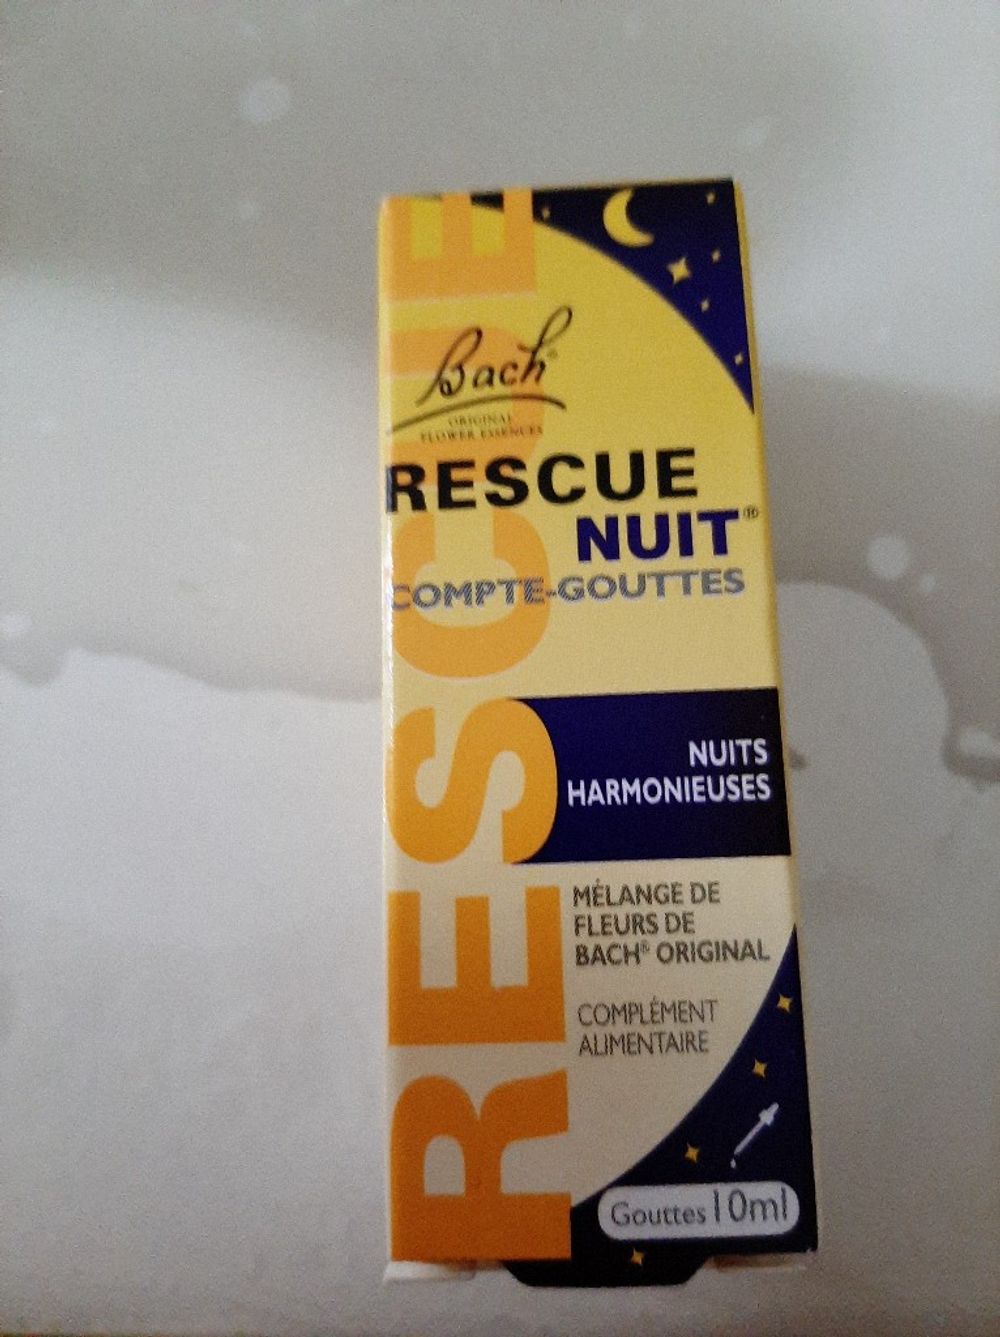 RESCUE
Bach®
ORIGINAL
FLOWER ESSENCES
RESCUE
NUIT®
COMPTE-GOUTTES
NUITS
HARMONIEUSES
MÉLANGE DE
FLEURS DE
BACH® ORIGINAL
COMPLÉMENT
ALIMENTAIRE
Gouttes 10ml